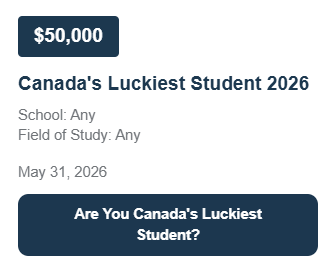 $50,000
Canada's Luckiest Student 2026
School: Any
Field of Study: Any
May 31, 2026
Are You Canada's Luckiest
Student?